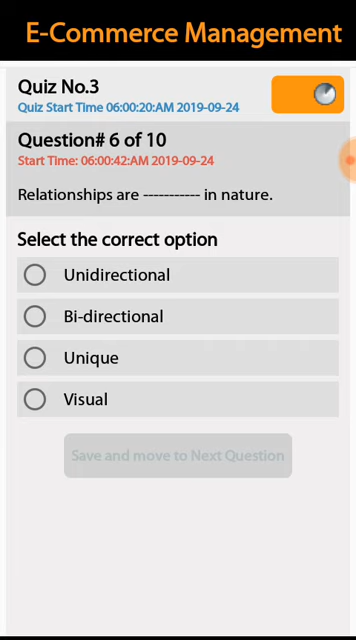 E-Commerce Management
Quiz No.3
Quiz Start Time 06:00:20:AM 2019-09-24
Question# 6 of 10
Start Time: 06:00:42:AM 2019-09-24
Relationships are ----------- in nature.
Select the correct option
Unidirectional
Bi-directional
Unique
Visual
Save and move to Next Question